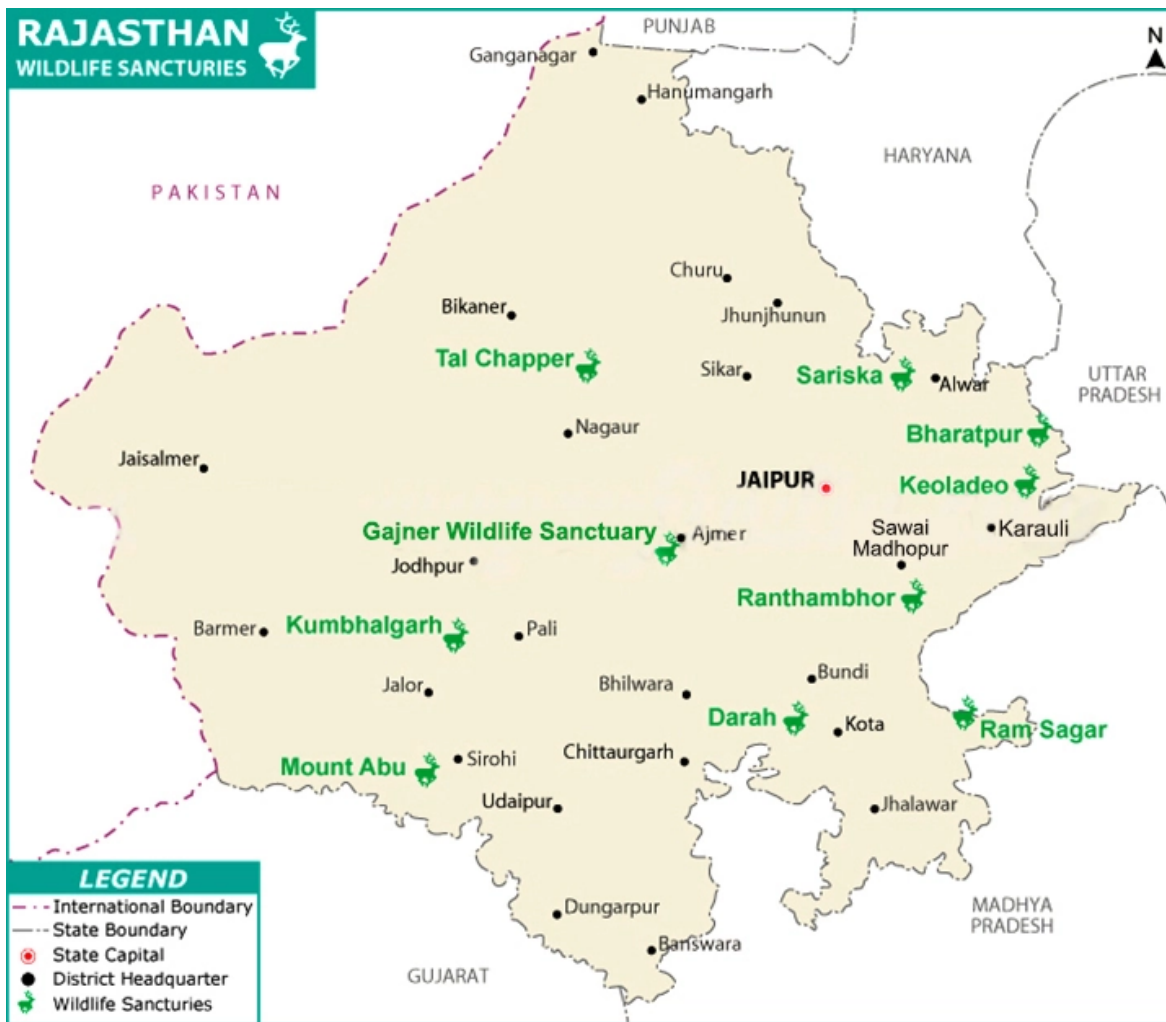 RAJASTHAN
WILDLIFE SANCTURIES
PUNJAB
N
Ganganagar
Hanumangarh
HARYANA
PAKISTAN
Churu
Bikaner
Jhunjhunun
Tal Chapper
Sikar
Sariska
Alwar
UTTAR
PRADESH
Nagaur
Bharatpur
Jaisalmer
JAIPUR
Keoladeo
Gajner Wildlife Sanctuary
Ajmer
Sawai
Madhopur
Karauli
Jodhpur
Ranthambhor
Barmer
Kumbhalgarh
Pali
Jalor
Bhilwara
Bundi
Darah
Kota
Ram Sagar
Mount Abu
Sirohi
Chittaurgarh
Udaipur
Jhalawar
LEGEND
International Boundary
State Boundary
State Capital
District Headquarter
Wildlife Sancturies
Dungarpur
Banswara
GUJARAT
MADHYA
PRADESH